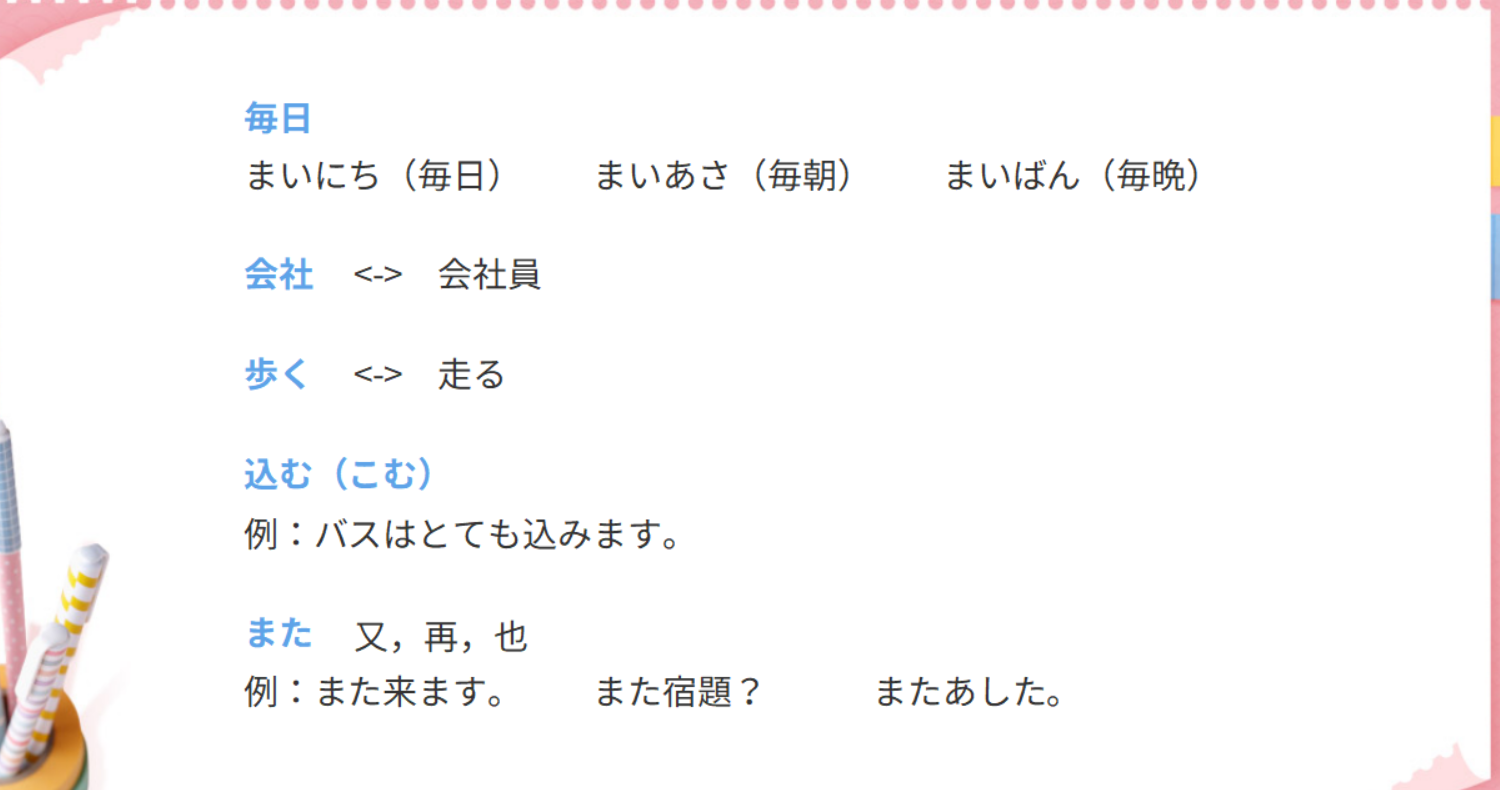 毎日
まいにち（毎日）　　まいあさ（毎朝）　　まいばん（毎晩）
会社　<->　会社員
歩く　<->　走る
込む（こむ）
例：バスはとても込みます。
また　又，再，也
例：また来ます。　　また宿題？　　またあした。